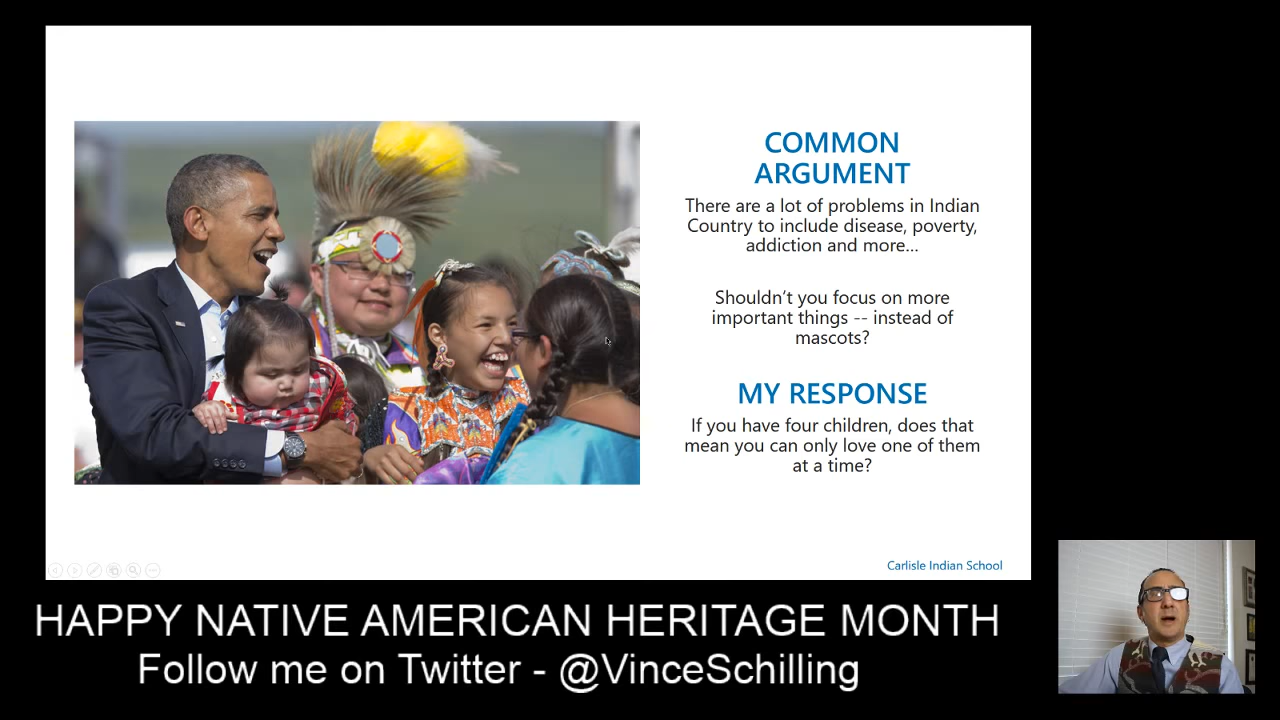 COMMON
ARGUMENT
There are a lot of problems in Indian
Country to include disease, poverty,
addiction and more...
Shouldn't you focus on more
important things -- instead of
mascots?
MY RESPONSE
If you have four children, does that
mean you can only love one of them
at a time?
Carlisle Indian School
HAPPY NATIVE AMERICAN HERITAGE MONTH
Follow me on Twitter - @VinceSchilling